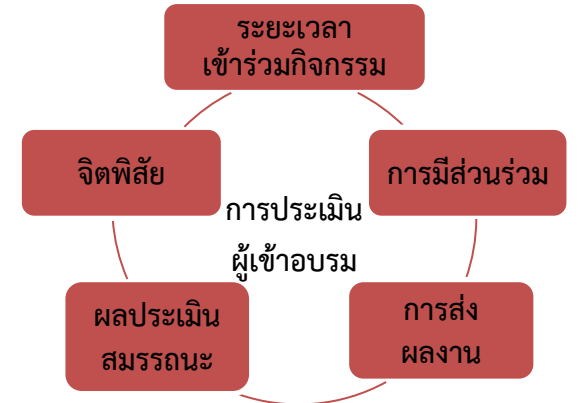 ระยะเวลา
เข้าร่วมกิจกรรม
จิตพิสัย
การมีส่วนร่วม
การประเมิน
ผู้เข้าอบรม
ผลประเมิน
สมรรถนะ
การส่ง
ผลงาน